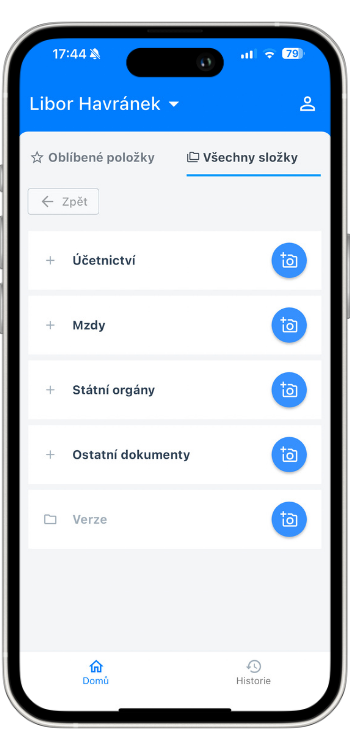 17:44
79
Libor Havránek
Oblíbené položky
Všechny složky
Zpět
Účetnictví
Mzdy
Státní orgány
Ostatní dokumenty
Verze
Domů
Historie